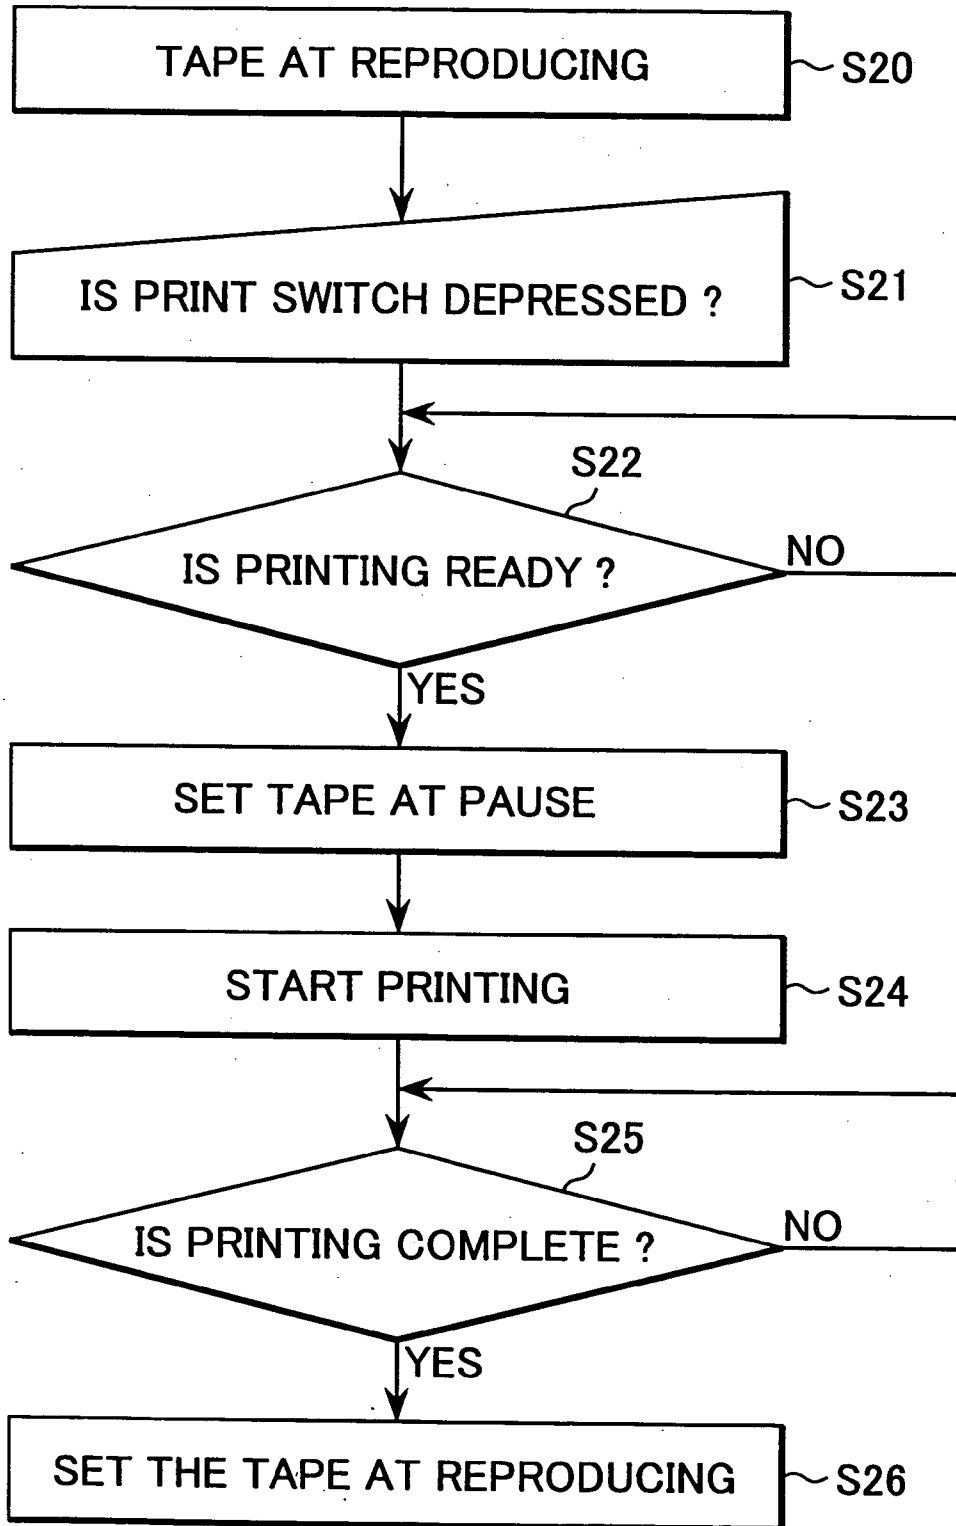 TAPE AT REPRODUCING
S20
IS PRINT SWITCH DEPRESSED ?
S21
S22
IS PRINTING READY ?
NO
YES
SET TAPE AT PAUSE
S23
START PRINTING
S24
S25
IS PRINTING COMPLETE ?
NO
YES
SET THE TAPE AT REPRODUCING
S26